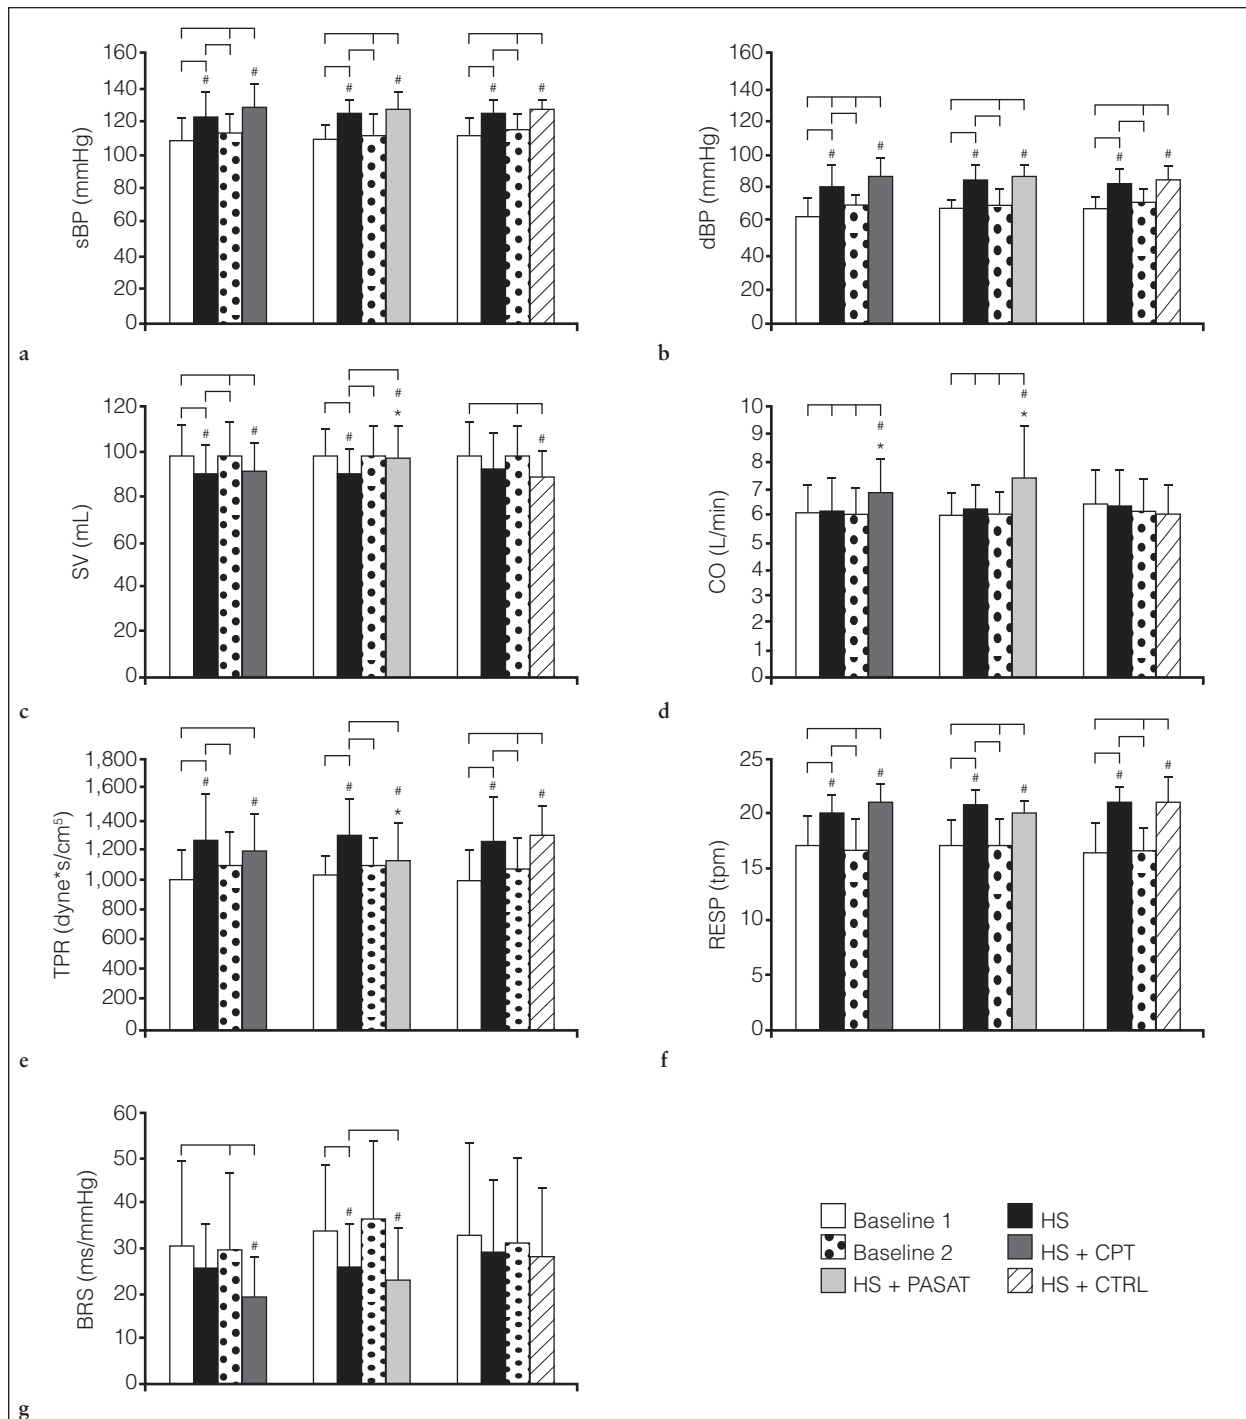 160
140
120
100
80
60
40
20
0
sBP (mmHg)
# # # # # #
a
160
140
120
100
80
60
40
20
0
dBP (mmHg)
# # # # # #
b
120
100
80
60
40
20
0
SV (mL)
# # # # * #
c
10
9
8
7
6
5
4
3
2
1
0
CO (L/min)
# * # *
d
1,800
1,600
1,400
1,200
1,000
800
600
400
200
0
TPR (dyne*s/cm⁵)
# # # # * # #
e
25
20
15
10
5
0
RESP (tpm)
# # # # # #
f
60
50
40
30
20
10
0
BRS (ms/mmHg)
# # #
g
Baseline 1
HS
Baseline 2
HS + CPT
HS + PASAT
HS + CTRL